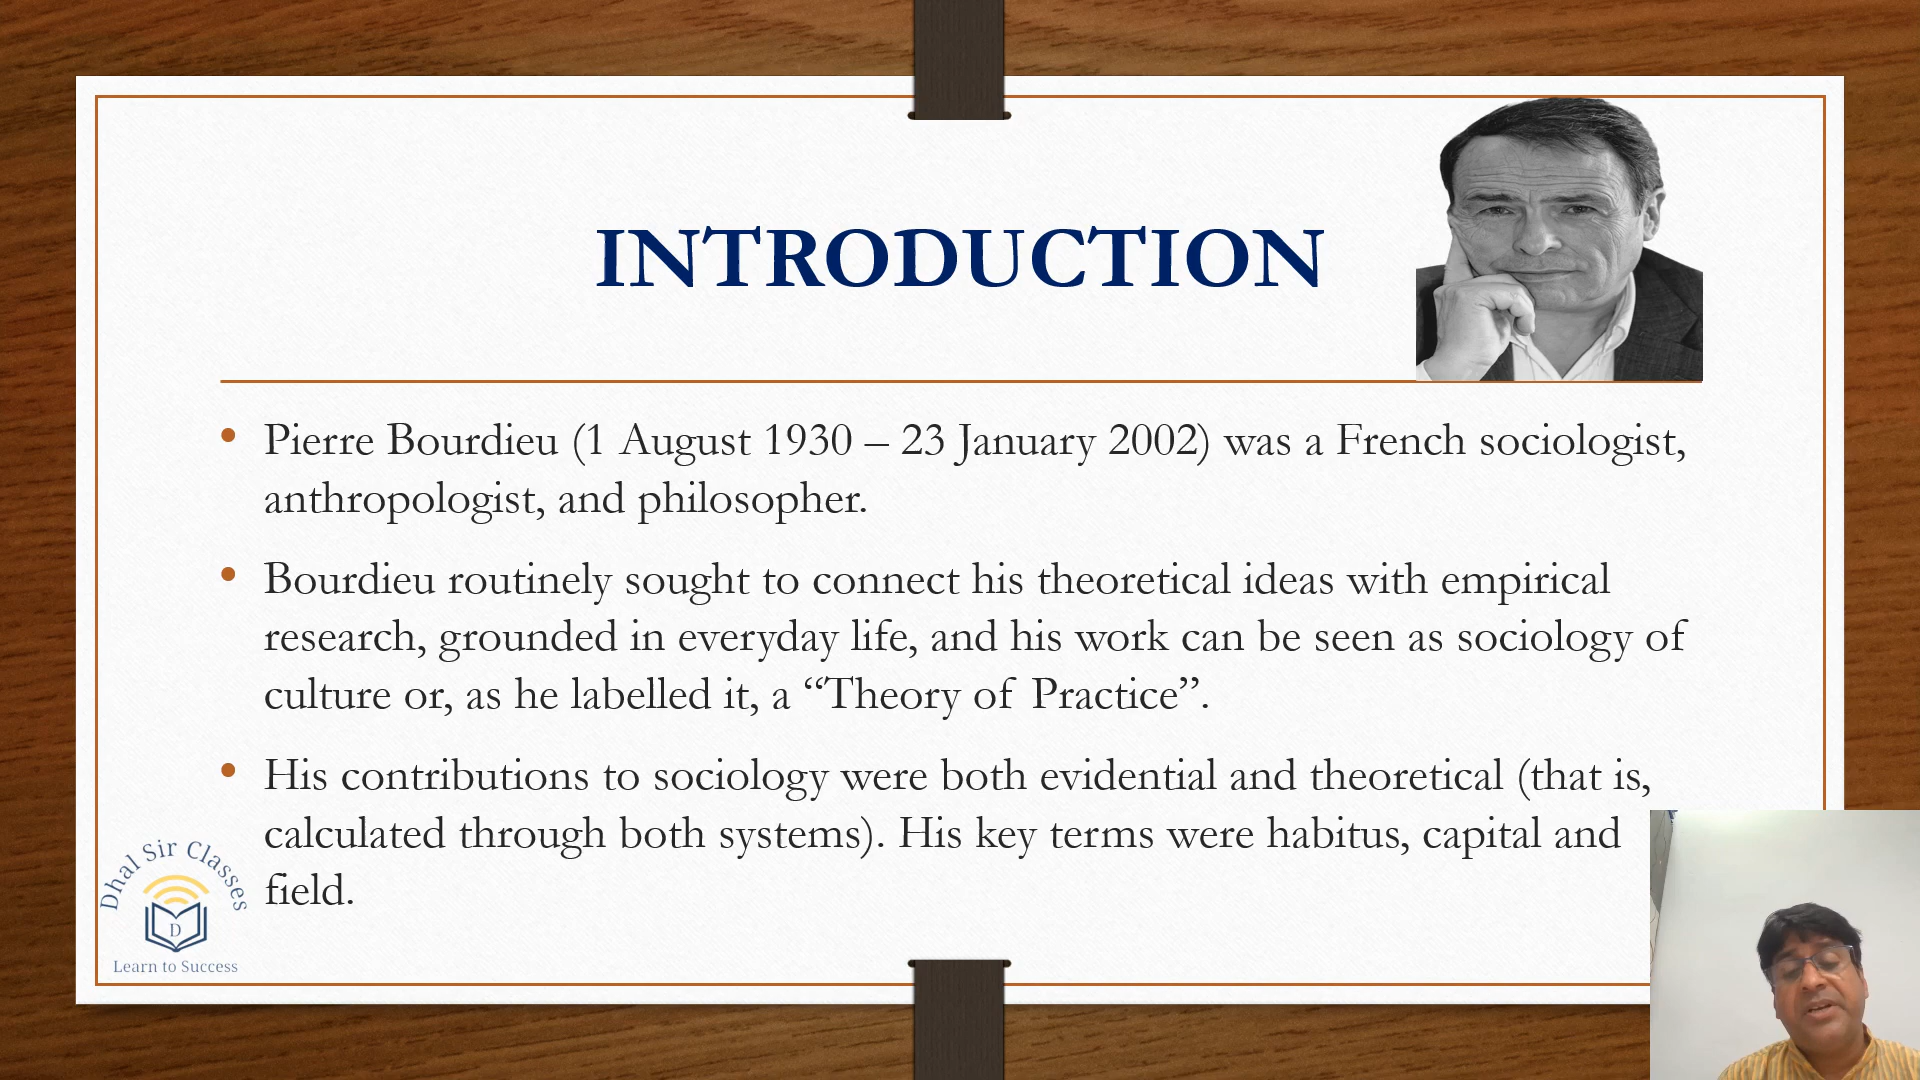 INTRODUCTION
• Pierre Bourdieu (1 August 1930 – 23 January 2002) was a French sociologist,
anthropologist, and philosopher.
• Bourdieu routinely sought to connect his theoretical ideas with empirical
research, grounded in everyday life, and his work can be seen as sociology of
culture or, as he labelled it, a “Theory of Practice”.
• His contributions to sociology were both evidential and theoretical (that is,
calculated through both systems). His key terms were habitus, capital and
field.
Dhal Sir Classes
D
Learn to Success